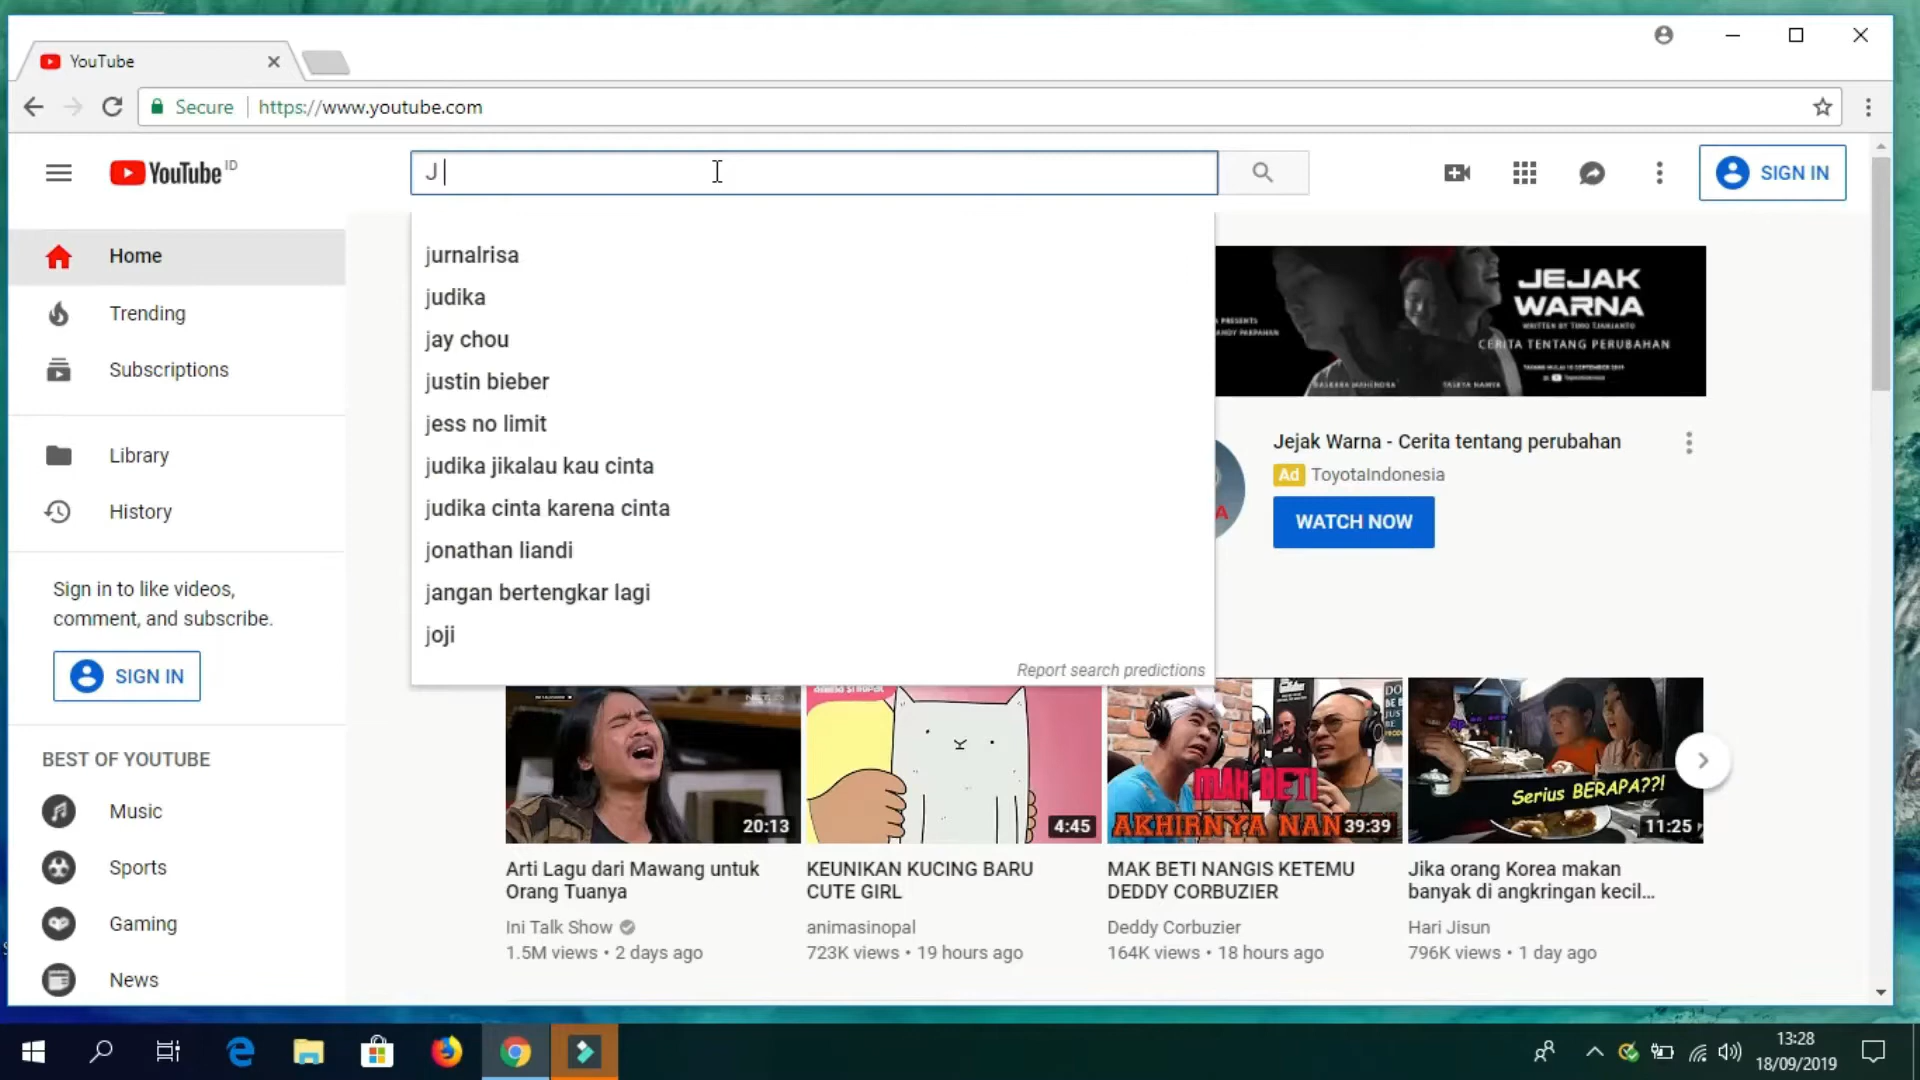 YouTube
Secure
https://www.youtube.com
YouTube ID
J
SIGN IN
Home
Trending
Subscriptions
Library
History
Sign in to like videos,
comment, and subscribe.
SIGN IN
BEST OF YOUTUBE
Music
Sports
Gaming
News
jurnalrisa
judika
jay chou
justin bieber
jess no limit
judika jikalau kau cinta
judika cinta karena cinta
jonathan liandi
jangan bertengkar lagi
joji
Report search predictions
JEJAK
WARNA
CERITA TENTANG PERUBAHAN
Jejak Warna - Cerita tentang perubahan
Ad ToyotaIndonesia
WATCH NOW
20:13
4:45
MAK BETI
AKHIRNYA NAN
39:39
Serius BERAPA??!
11:25
Arti Lagu dari Mawang untuk
Orang Tuanya
Ini Talk Show
1.5M views • 2 days ago
KEUNIKAN KUCING BARU
CUTE GIRL
animasinopal
723K views • 19 hours ago
MAK BETI NANGIS KETEMU
DEDDY CORBUZIER
Deddy Corbuzier
164K views • 18 hours ago
Jika orang Korea makan
banyak di angkringan kecil...
Hari Jisun
796K views • 1 day ago
13:28
18/09/2019